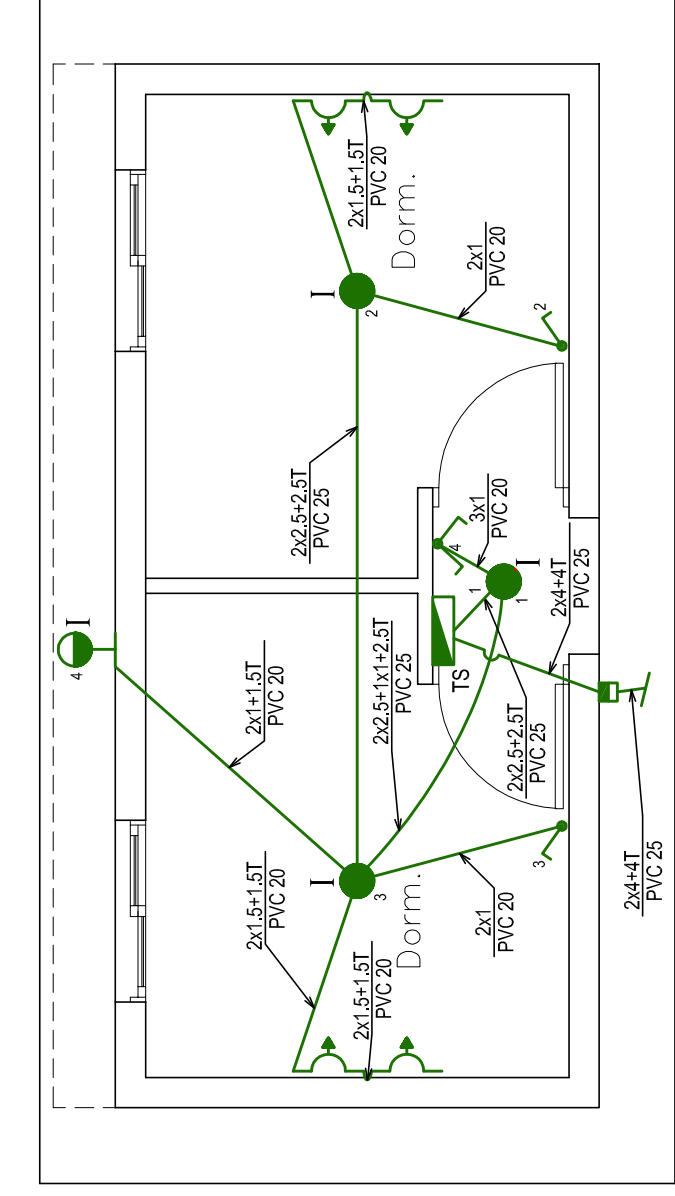 2x1.5+1.5T
PVC 20
Dorm.
2x1
PVC 20
2
I
2
2x2.5+2.5T
PVC 25
3x1
PVC 20
4
1
I
1
2x4+4T
PVC 25
I
4
2x1+1.5T
PVC 20
2x2.5+1x1+2.5T
PVC 25
TS
2x2.5+2.5T
PVC 25
2x1.5+1.5T
PVC 20
I
3
Dorm.
2x1
PVC 20
3
2x4+4T
PVC 25
2x1.5+1.5T
PVC 20